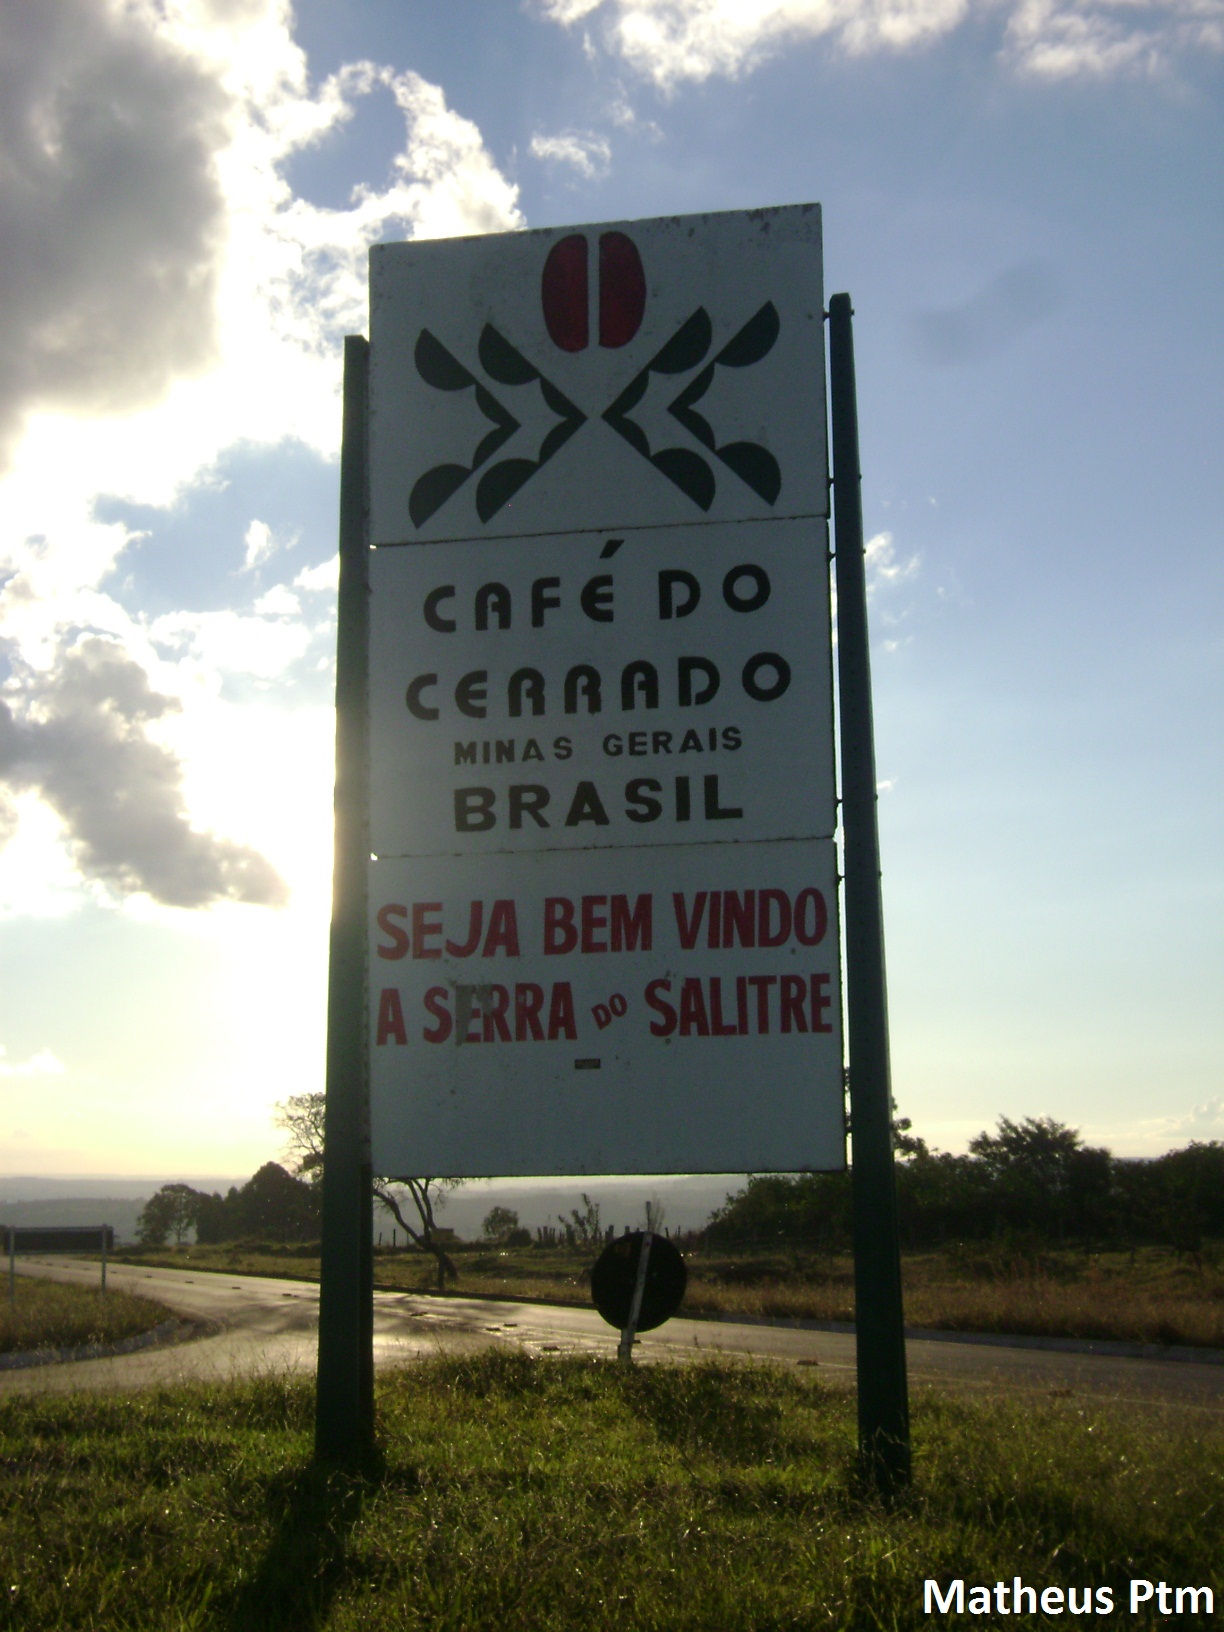 CAFÉ DO
CERRADO
MINAS GERAIS
BRASIL
SEJA BEM VINDO
A SERRA DO SALITRE
Matheus Ptm